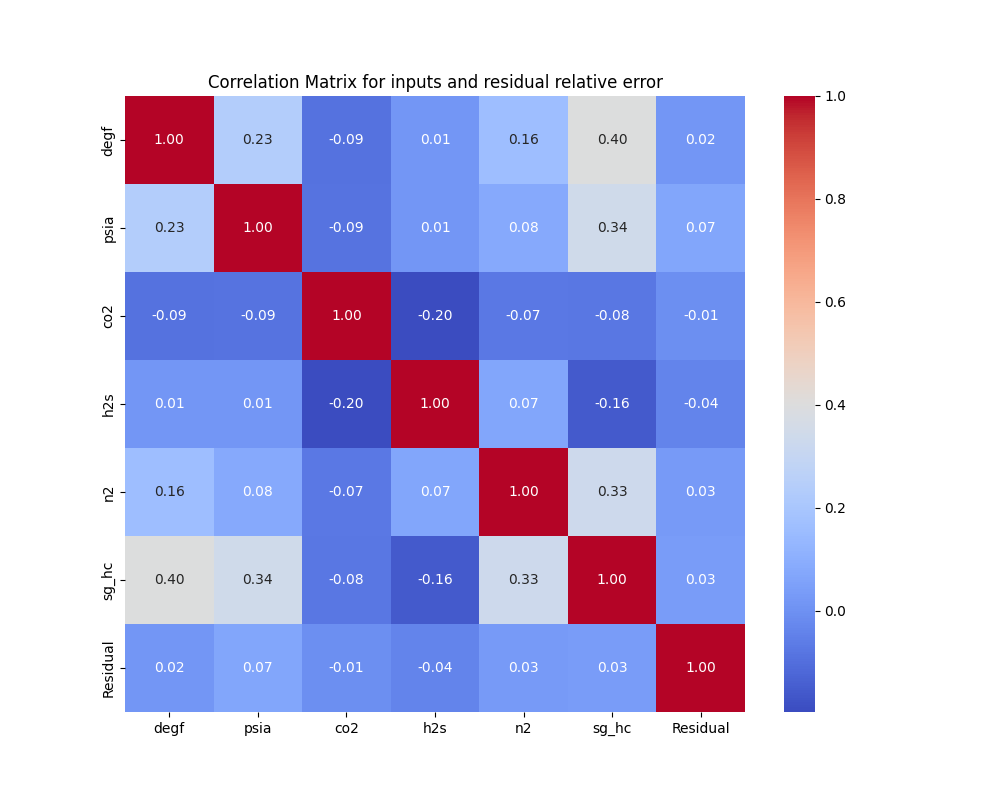 Correlation Matrix for inputs and residual relative error
degf 1.00 0.23 -0.09 0.01 0.16 0.40 0.02
psia 0.23 1.00 -0.09 0.01 0.08 0.34 0.07
co2 -0.09 -0.09 1.00 -0.20 -0.07 -0.08 -0.01
h2s 0.01 0.01 -0.20 1.00 0.07 -0.16 -0.04
n2 0.16 0.08 -0.07 0.07 1.00 0.33 0.03
sg_hc 0.40 0.34 -0.08 -0.16 0.33 1.00 0.03
Residual 0.02 0.07 -0.01 -0.04 0.03 0.03 1.00
degf psia co2 h2s n2 sg_hc Residual
1.0
0.8
0.6
0.4
0.2
0.0